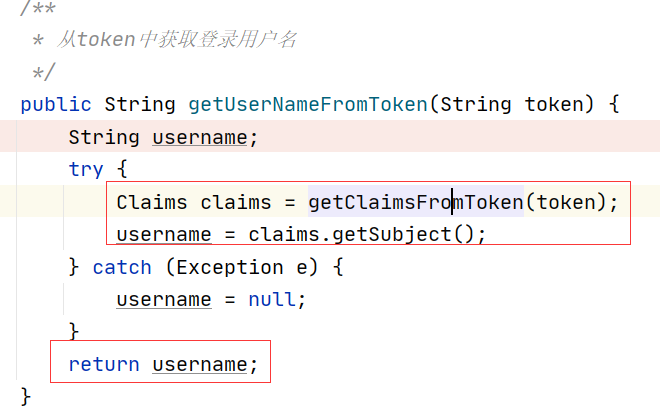 /**
 * 从token中获取登录用户名
 */
public String getUserNameFromToken(String token) {
    String username;
    try {
        Claims claims = getClaimsFromToken(token);
        username = claims.getSubject();
    } catch (Exception e) {
        username = null;
    }
    return username;
}